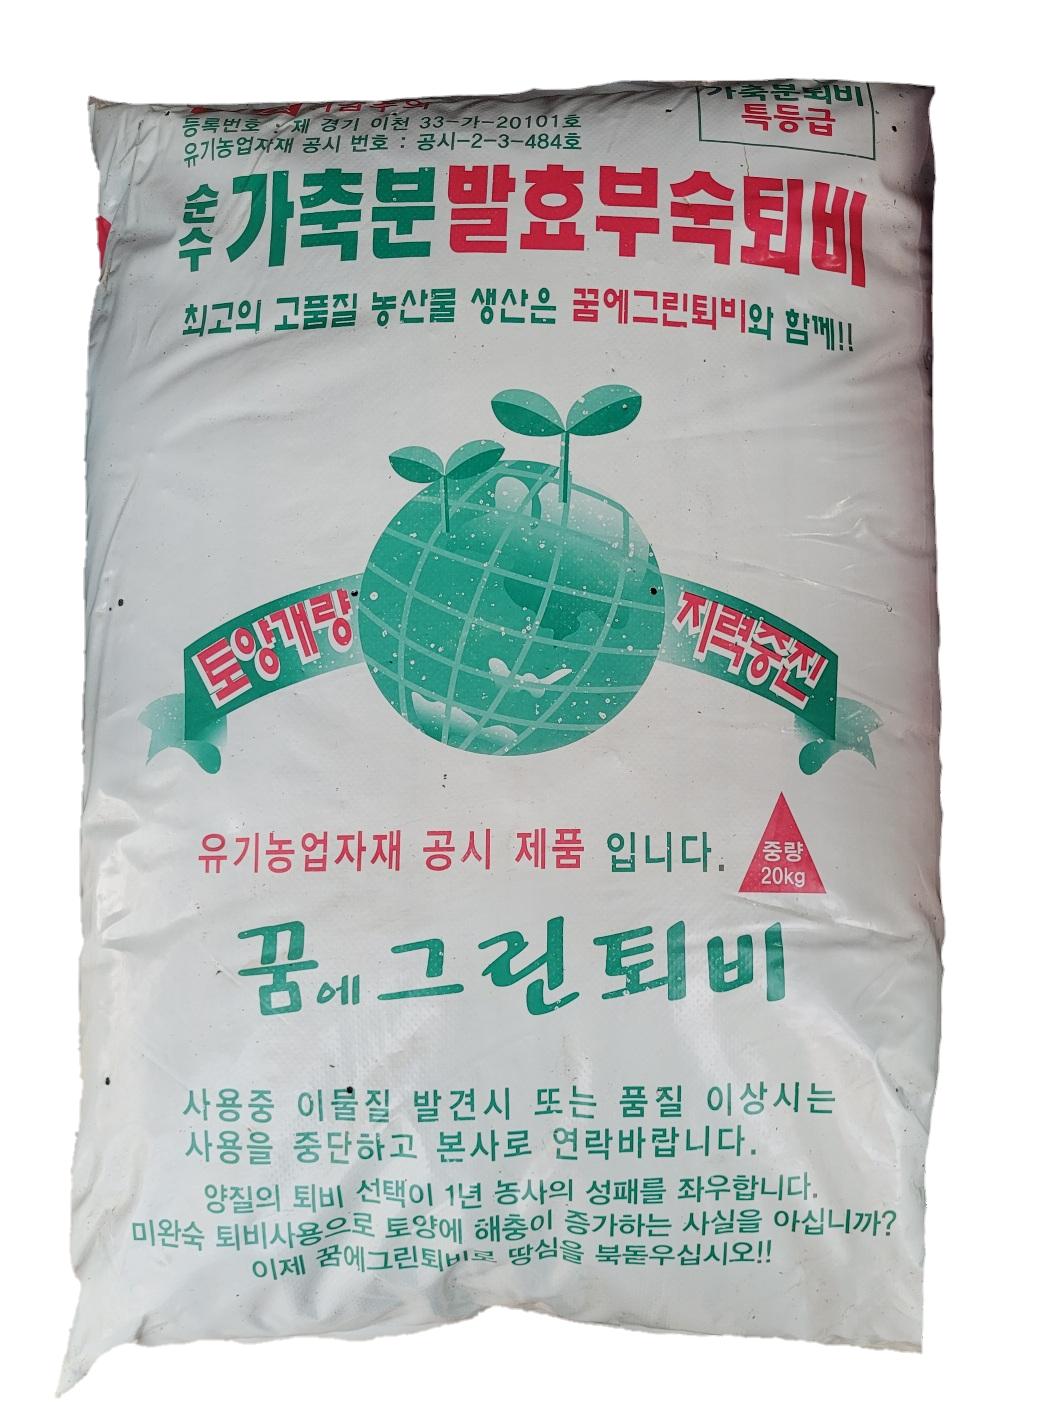 가축분퇴비
특등급
등록번호 : 제 경기 이천 33-가-20101호
유기농업자재 공시 번호 : 공시-2-3-484호
순수 가축분발효부숙퇴비
최고의 고품질 농산물 생산은 꿈에그린퇴비와 함께!!
토양개량
지력증진
유기농업자재 공시 제품 입니다.
중량
20kg
꿈에그린퇴비
사용중 이물질 발견시 또는 품질 이상시는
사용을 중단하고 본사로 연락바랍니다.
양질의 퇴비 선택이 1년 농사의 성패를 좌우합니다.
미완숙 퇴비사용으로 토양에 해충이 증가하는 사실을 아십니까?
이제 꿈에그린퇴비로 땅심을 북돋우십시오!!